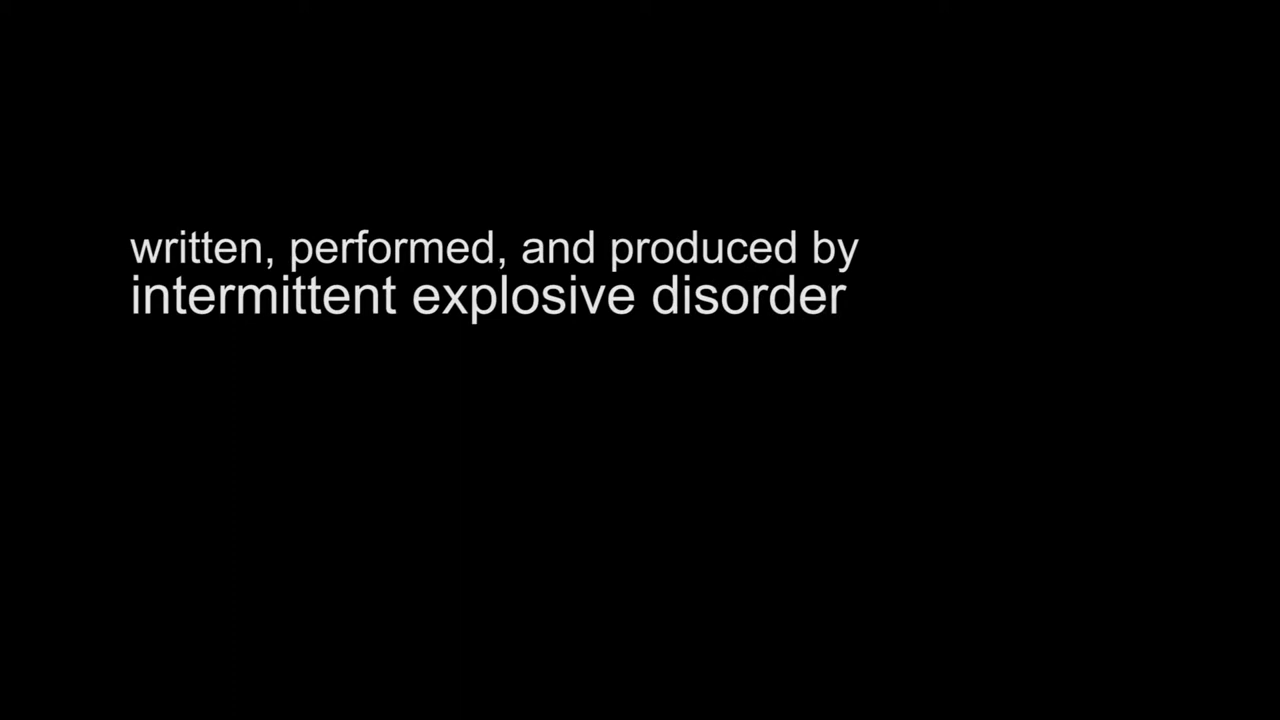 written, performed, and produced by
intermittent explosive disorder